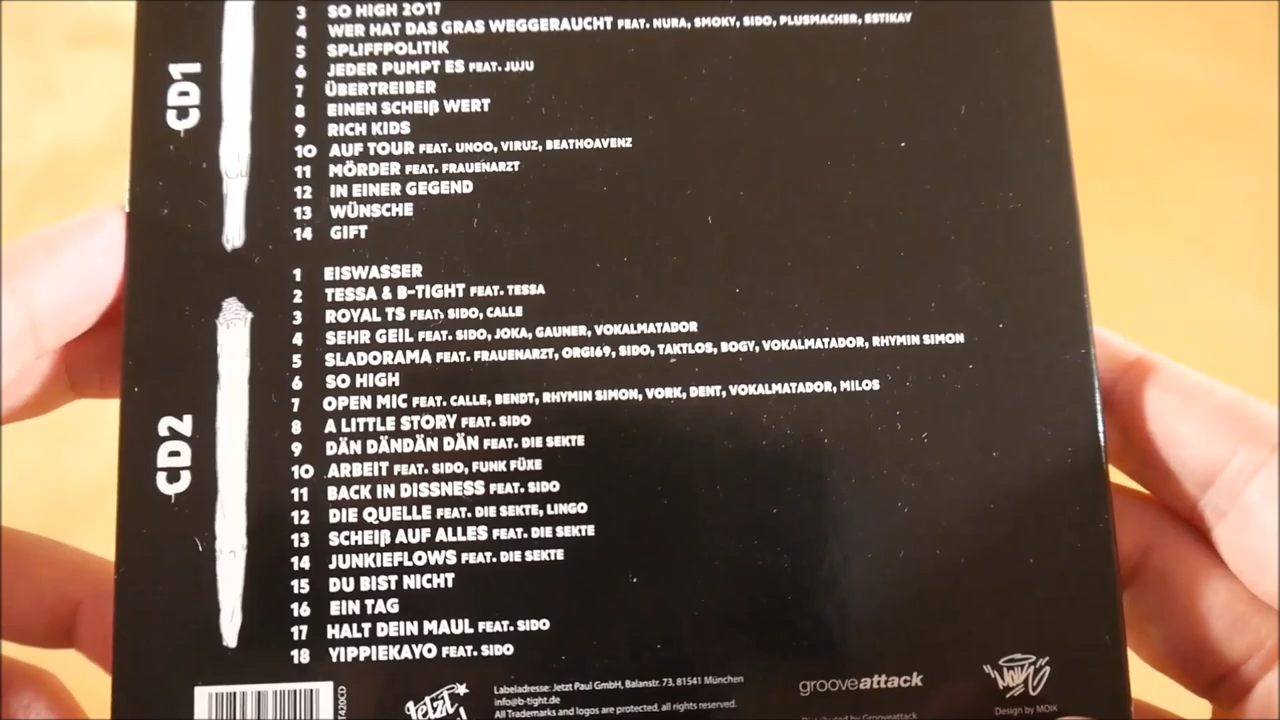 CD1
3 SO HIGH 2017
4 WER HAT DAS GRAS WEGGERAUCHT FEAT. NURA, SMOKY, SIDO, PLUSMACHER, ESTIKAY
5 SPLIFFPOLITIK
6 JEDER PUMPT ES FEAT. JUJU
7 ÜBERTREIBER
8 EINEN SCHEIß WERT
9 RICH KIDS
10 AUF TOUR FEAT. UNOO, VIRUZ, BEATHOAVENZ
11 MÖRDER FEAT. FRAUENARZT
12 IN EINER GEGEND
13 WÜNSCHE
14 GIFT
CD2
1 EISWASSER
2 TESSA & B-TIGHT FEAT. TESSA
3 ROYAL TS FEAT. SIDO, CALLE
4 SEHR GEIL FEAT. SIDO, JOKA, GAUNER, VOKALMATADOR
5 SLADORAMA FEAT. FRAUENARZT, ORGI69, SIDO, TAKTLOS, BOGY, VOKALMATADOR, RHYMIN SIMON
6 SO HIGH
7 OPEN MIC FEAT. CALLE, BENDT, RHYMIN SIMON, VORK, DENT, VOKALMATADOR, MILOS
8 A LITTLE STORY FEAT. SIDO
9 DÄN DÄNDÄN DÄN FEAT. DIE SEKTE
10 ARBEIT FEAT. SIDO, FUNK FÜXE
11 BACK IN DISSNESS FEAT. SIDO
12 DIE QUELLE FEAT. DIE SEKTE, LINGO
13 SCHEIß AUF ALLES FEAT. DIE SEKTE
14 JUNKIEFLOWS FEAT. DIE SEKTE
15 DU BIST NICHT
16 EIN TAG
17 HALT DEIN MAUL FEAT. SIDO
18 YIPPIEKAYO FEAT. SIDO
T420CD
Jetzt
Labeladresse: Jetzt Paul GmbH, Balanstr. 73, 81541 München
info@b-tight.de
All Trademarks and logos are protected, all rights reserved.
grooveattack
Distributed by Grooveattack
MOIK
Design by MOIK